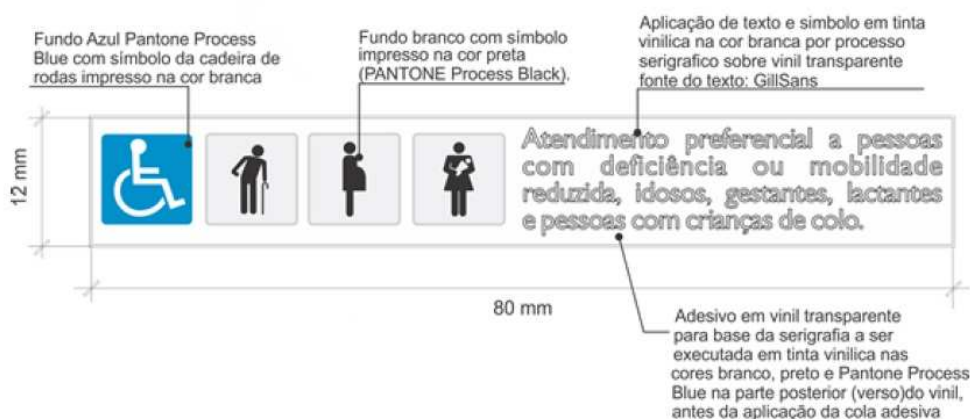 Fundo Azul Pantone Process
Blue com símbolo da cadeira de
rodas impresso na cor branca
Fundo branco com símbolo
impresso na cor preta
(PANTONE Process Black).
Aplicação de texto e simbolo em tinta
vinilica na cor branca por processo
serigrafico sobre vinil transparente
fonte do texto: GillSans
12 mm
Atendimento preferencial a pessoas
com deficiência ou mobilidade
reduzida, idosos, gestantes, lactantes
e pessoas com crianças de colo.
80 mm
Adesivo em vinil transparente
para base da serigrafia a ser
executada em tinta vinilica nas
cores branco, preto e Pantone Process
Blue na parte posterior (verso)do vinil,
antes da aplicação da cola adesiva